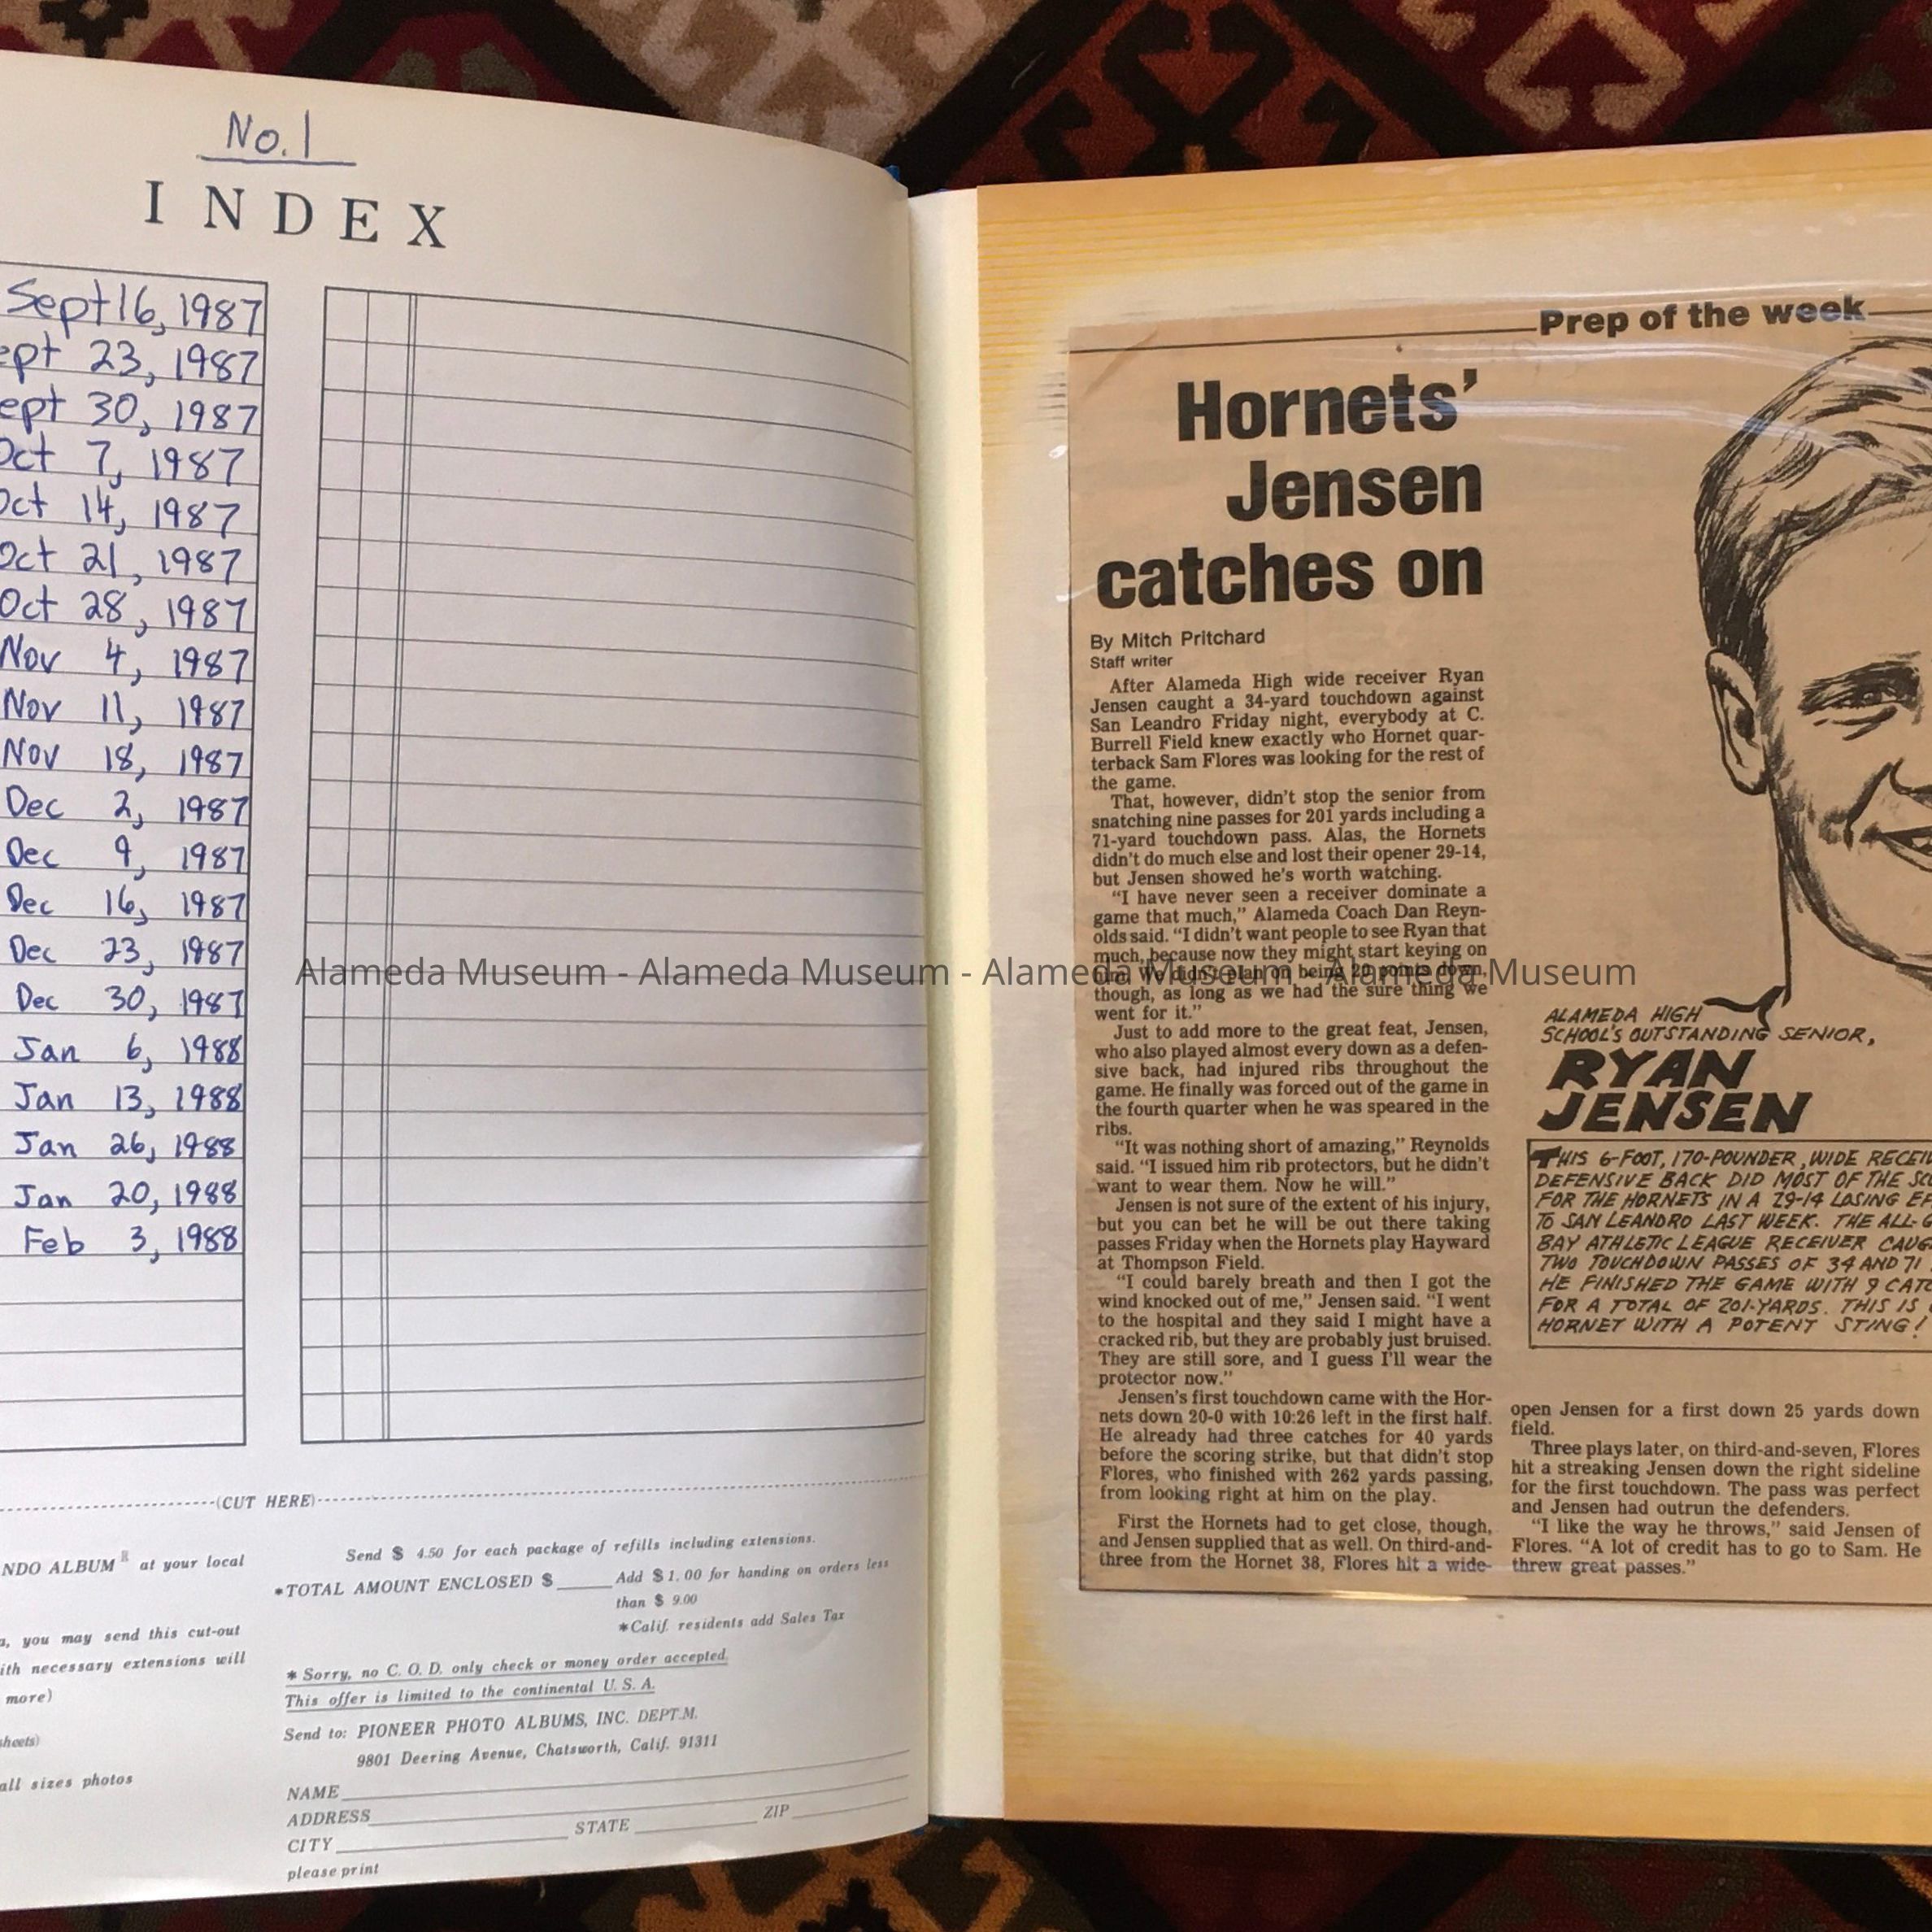 No. 1
INDEX
Sept 16, 1987
ept 23, 1987
ept 30, 1987
Oct 7, 1987
Oct 14, 1987
Oct 21, 1987
Oct 28, 1987
Nov 4, 1987
Nov 11, 1987
Nov 18, 1987
Dec 2, 1987
Dec 9, 1987
Dec 16, 1987
Dec 23, 1987
Dec 30, 1987
Jan 6, 1988
Jan 13, 1988
Jan 26, 1988
Jan 20, 1988
Feb 3, 1988
(CUT HERE)
NDO ALBUM R at your local
a, you may send this cut-out
ith necessary extensions will
more)
sheets)
all sizes photos
Send $ 4.50 for each package of refills including extensions.
*TOTAL AMOUNT ENCLOSED $______ Add $1.00 for handing on orders less
than $ 9.00
*Calif. residents add Sales Tax
* Sorry, no C. O. D. only check or money order accepted.
This offer is limited to the continental U. S. A.
Send to: PIONEER PHOTO ALBUMS, INC. DEPT.M.
9801 Deering Avenue, Chatsworth, Calif. 91311
NAME
ADDRESS
CITY STATE ZIP
please print
Prep of the week
Hornets'
Jensen
catches on
By Mitch Pritchard
Staff writer
After Alameda High wide receiver Ryan
Jensen caught a 34-yard touchdown against
San Leandro Friday night, everybody at C.
Burrell Field knew exactly who Hornet quar-
terback Sam Flores was looking for the rest of
the game.
That, however, didn't stop the senior from
snatching nine passes for 201 yards including a
71-yard touchdown pass. Alas, the Hornets
didn't do much else and lost their opener 29-14,
but Jensen showed he's worth watching.
"I have never seen a receiver dominate a
game that much," Alameda Coach Dan Reyn-
olds said. "I didn't want people to see Ryan that
much, because now they might start keying on
him. We didn't plan on being 20 points down,
though, as long as we had the sure thing we
went for it."
Just to add more to the great feat, Jensen,
who also played almost every down as a defen-
sive back, had injured ribs throughout the
game. He finally was forced out of the game in
the fourth quarter when he was speared in the
ribs.
"It was nothing short of amazing," Reynolds
said. "I issued him rib protectors, but he didn't
want to wear them. Now he will."
Jensen is not sure of the extent of his injury,
but you can bet he will be out there taking
passes Friday when the Hornets play Hayward
at Thompson Field.
"I could barely breath and then I got the
wind knocked out of me," Jensen said. "I went
to the hospital and they said I might have a
cracked rib, but they are probably just bruised.
They are still sore, and I guess I'll wear the
protector now."
Jensen's first touchdown came with the Hor-
nets down 20-0 with 10:26 left in the first half.
He already had three catches for 40 yards
before the scoring strike, but that didn't stop
Flores, who finished with 262 yards passing,
from looking right at him on the play.
First the Hornets had to get close, though,
and Jensen supplied that as well. On third-and-
three from the Hornet 38, Flores hit a wide-
ALAMEDA HIGH
SCHOOL'S OUTSTANDING SENIOR,
RYAN
JENSEN
THIS 6-FOOT, 170-POUNDER, WIDE RECEIV
DEFENSIVE BACK DID MOST OF THE SC
FOR THE HORNETS IN A 29-14 LOSING EF
TO SAN LEANDRO LAST WEEK. THE ALL-G
BAY ATHLETIC LEAGUE RECEIVER CAUG
TWO TOUCHDOWN PASSES OF 34 AND 71
HE FINISHED THE GAME WITH 9 CATC
FOR A TOTAL OF 201-YARDS. THIS IS
HORNET WITH A POTENT STING!
open Jensen for a first down 25 yards down
field.
Three plays later, on third-and-seven, Flores
hit a streaking Jensen down the right sideline
for the first touchdown. The pass was perfect
and Jensen had outrun the defenders.
"I like the way he throws," said Jensen of
Flores. "A lot of credit has to go to Sam. He
threw great passes."
Alameda Museum - Alameda Museum - Alameda Museum - Alameda Museum